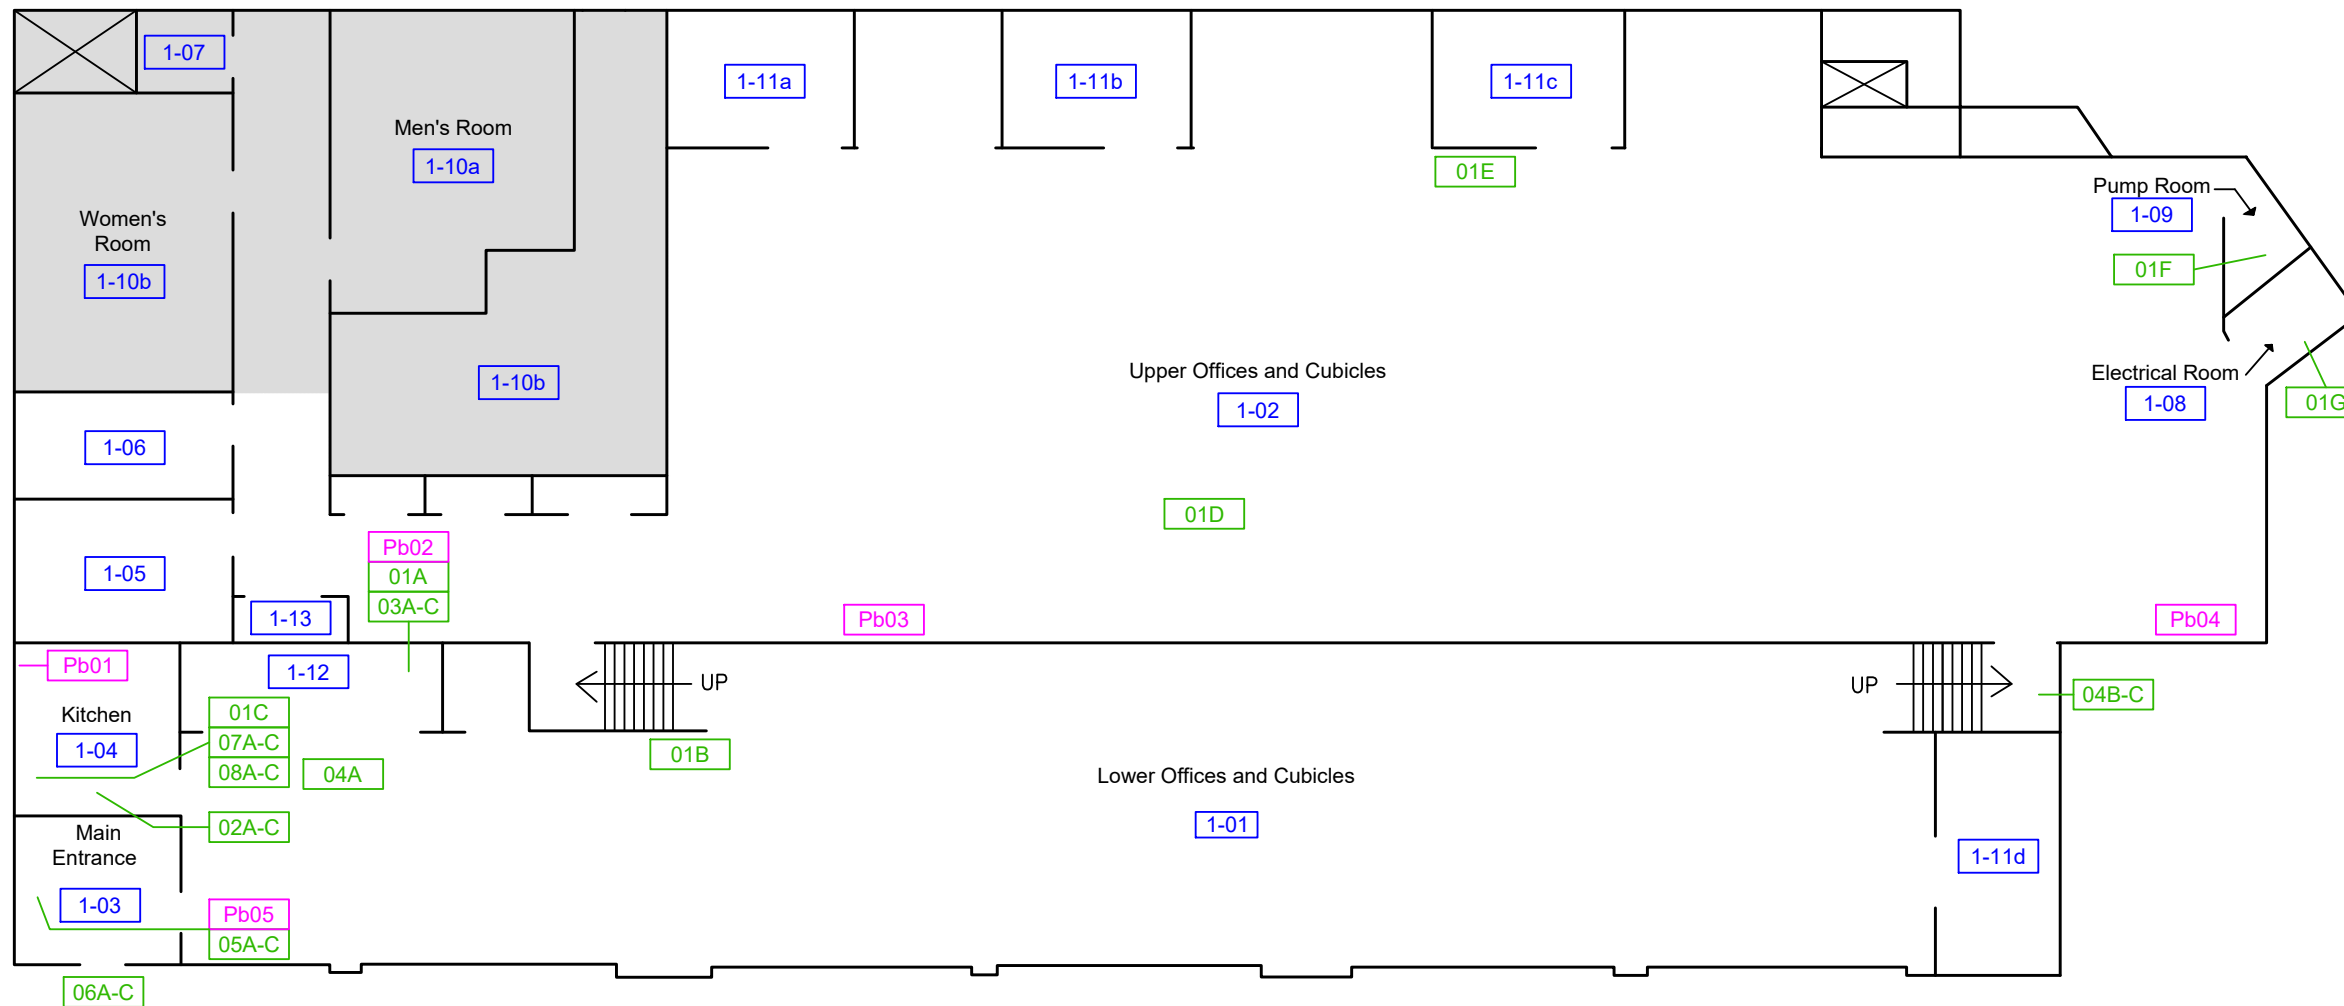 1-07
1-11a
1-11b
1-11c
Men's Room
1-10a
01E
Pump Room
1-09
Women's
Room
1-10b
01F
Upper Offices and Cubicles
1-02
Electrical Room
1-08
01G
1-10b
1-06
01D
Pb02
01A
03A-C
1-05
1-13
Pb03
Pb04
Pb01
1-12
UP
UP
04B-C
Kitchen
1-04
01C
07A-C
08A-C
04A
01B
Lower Offices and Cubicles
1-01
02A-C
Main
Entrance
1-03
1-11d
Pb05
05A-C
06A-C